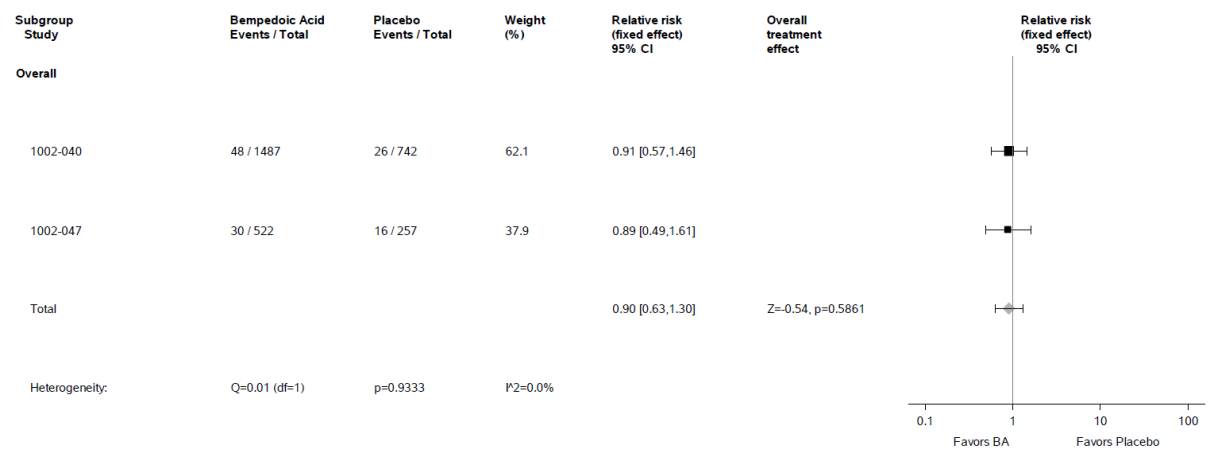 Subgroup Bempedoic Acid Placebo Weight Relative risk Overall Relative risk
Study Events / Total Events / Total (%) (fixed effect) treatment (fixed effect)
95% CI effect 95% CI
Overall
1002-040 48 / 1487 26 / 742 62.1 0.91 [0.57,1.46]
1002-047 30 / 522 16 / 257 37.9 0.89 [0.49,1.61]
Total 0.90 [0.63,1.30] Z=-0.54, p=0.5861
Heterogeneity: Q=0.01 (df=1) p=0.9333 I^2=0.0%
0.1 1 10 100
Favors BA Favors Placebo